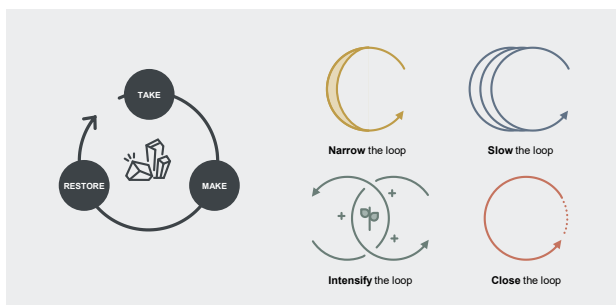 TAKE
RESTORE
MAKE
Narrow the loop
Slow the loop
+
+
+
Intensify the loop
Close the loop